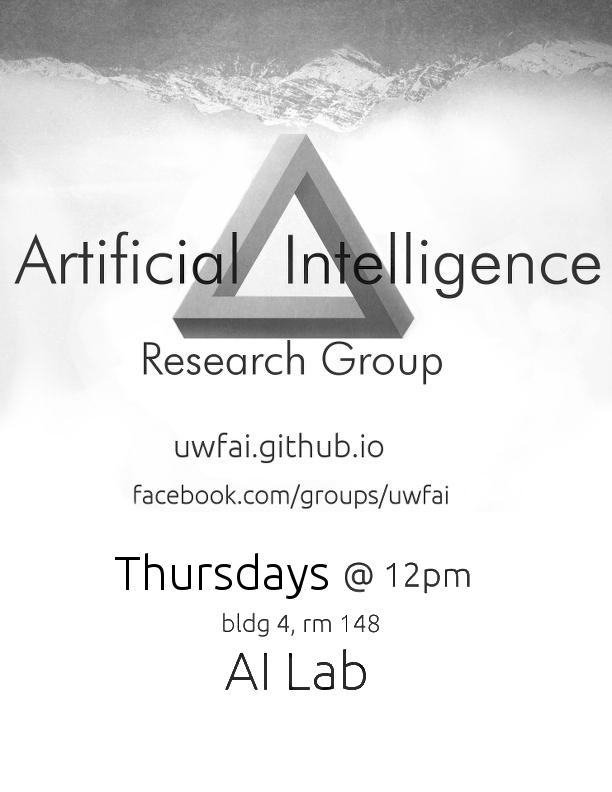 Artificial Intelligence
Research Group
uwfai.github.io
facebook.com/groups/uwfai
Thursdays @ 12pm
bldg 4, rm 148
AI Lab